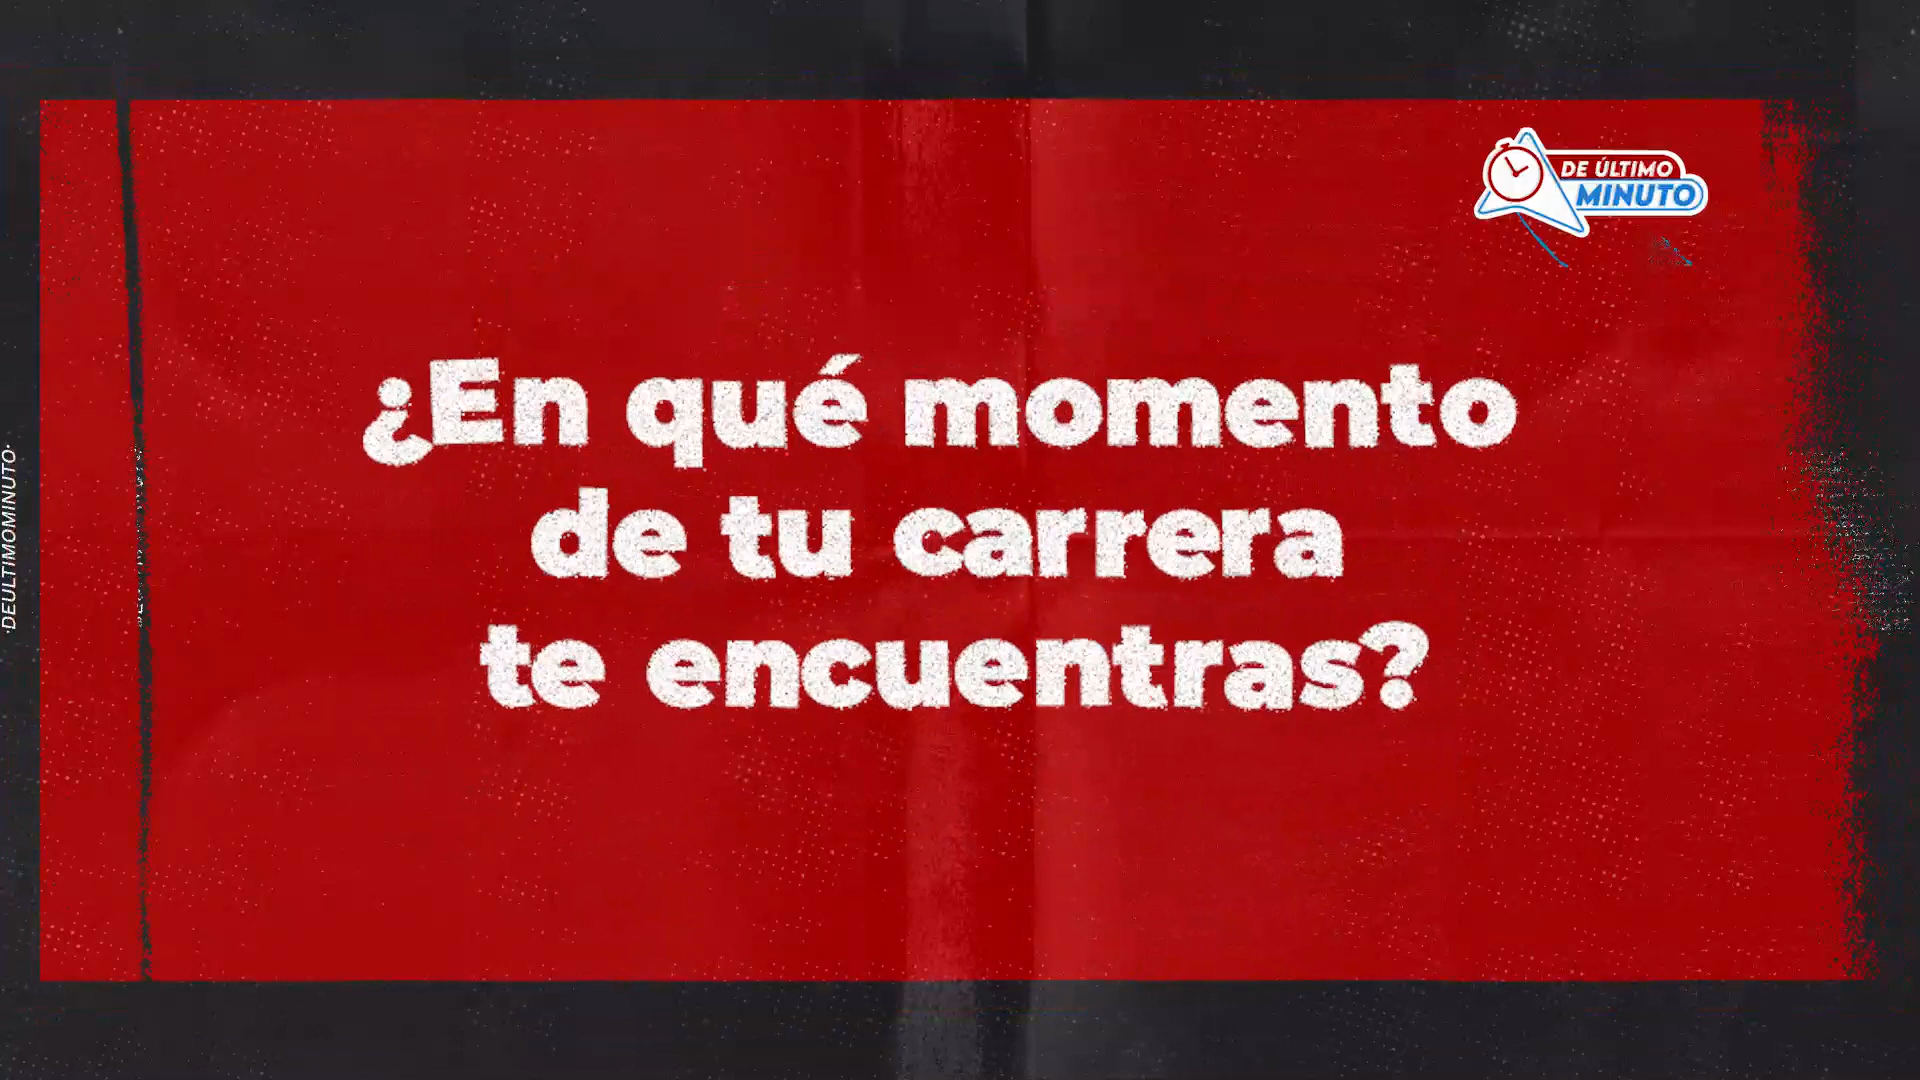 DE ÚLTIMO
MINUTO
¿En qué momento
de tu carrera
te encuentras?
·DEULTIMOMINUTO·